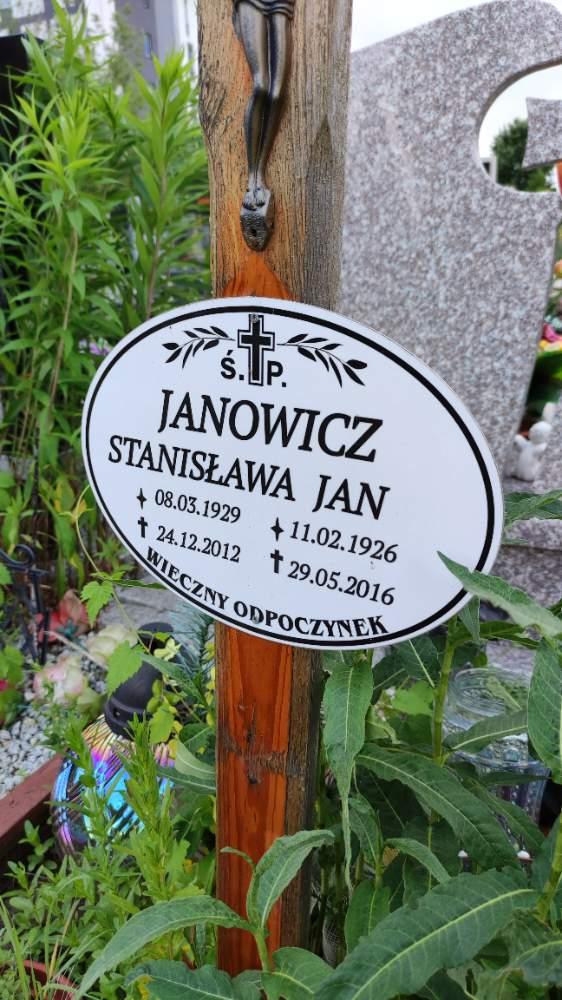 Ś. P.
JANOWICZ
STANISŁAWA JAN
08.03.1929 11.02.1926
24.12.2012 29.05.2016
WIECZNY ODPOCZYNEK